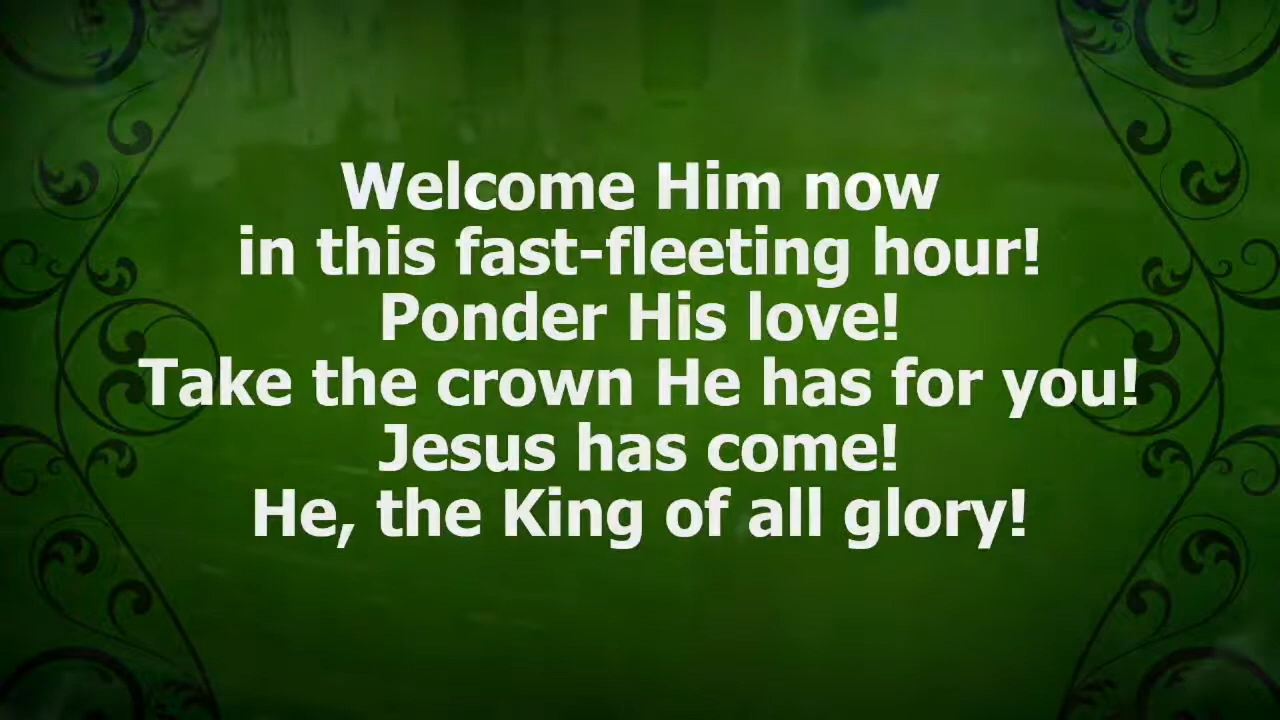 Welcome Him now
in this fast-fleeting hour!
Ponder His love!
Take the crown He has for you!
Jesus has come!
He, the King of all glory!